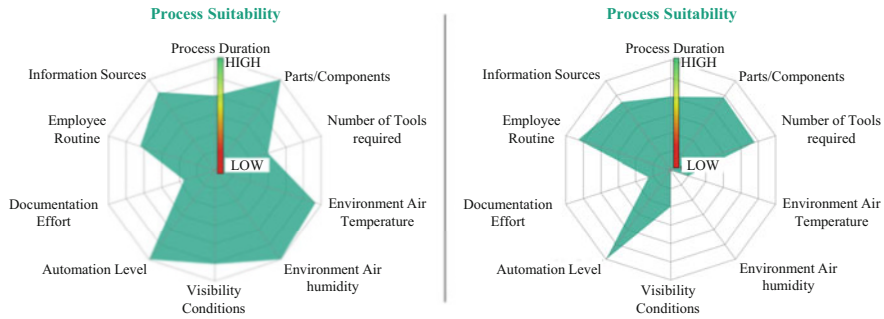 Process Suitability
Process Duration
HIGH
Information Sources
Parts/Components
Employee
Routine
Number of Tools
required
LOW
Documentation
Effort
Environment Air
Temperature
Automation Level
Environment Air
humidity
Visibility
Conditions
Process Suitability
Process Duration
HIGH
Information Sources
Parts/Components
Employee
Routine
Number of Tools
required
LOW
Documentation
Effort
Environment Air
Temperature
Automation Level
Environment Air
humidity
Visibility
Conditions